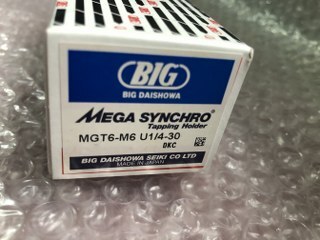 BIG
BIG DAISHOWA
MEGA SYNCHRO®
Tapping Holder
MGT6-M6 U1/4-30
DKC
BIG DAISHOWA SEIKI CO LTD
MADE IN JAPAN